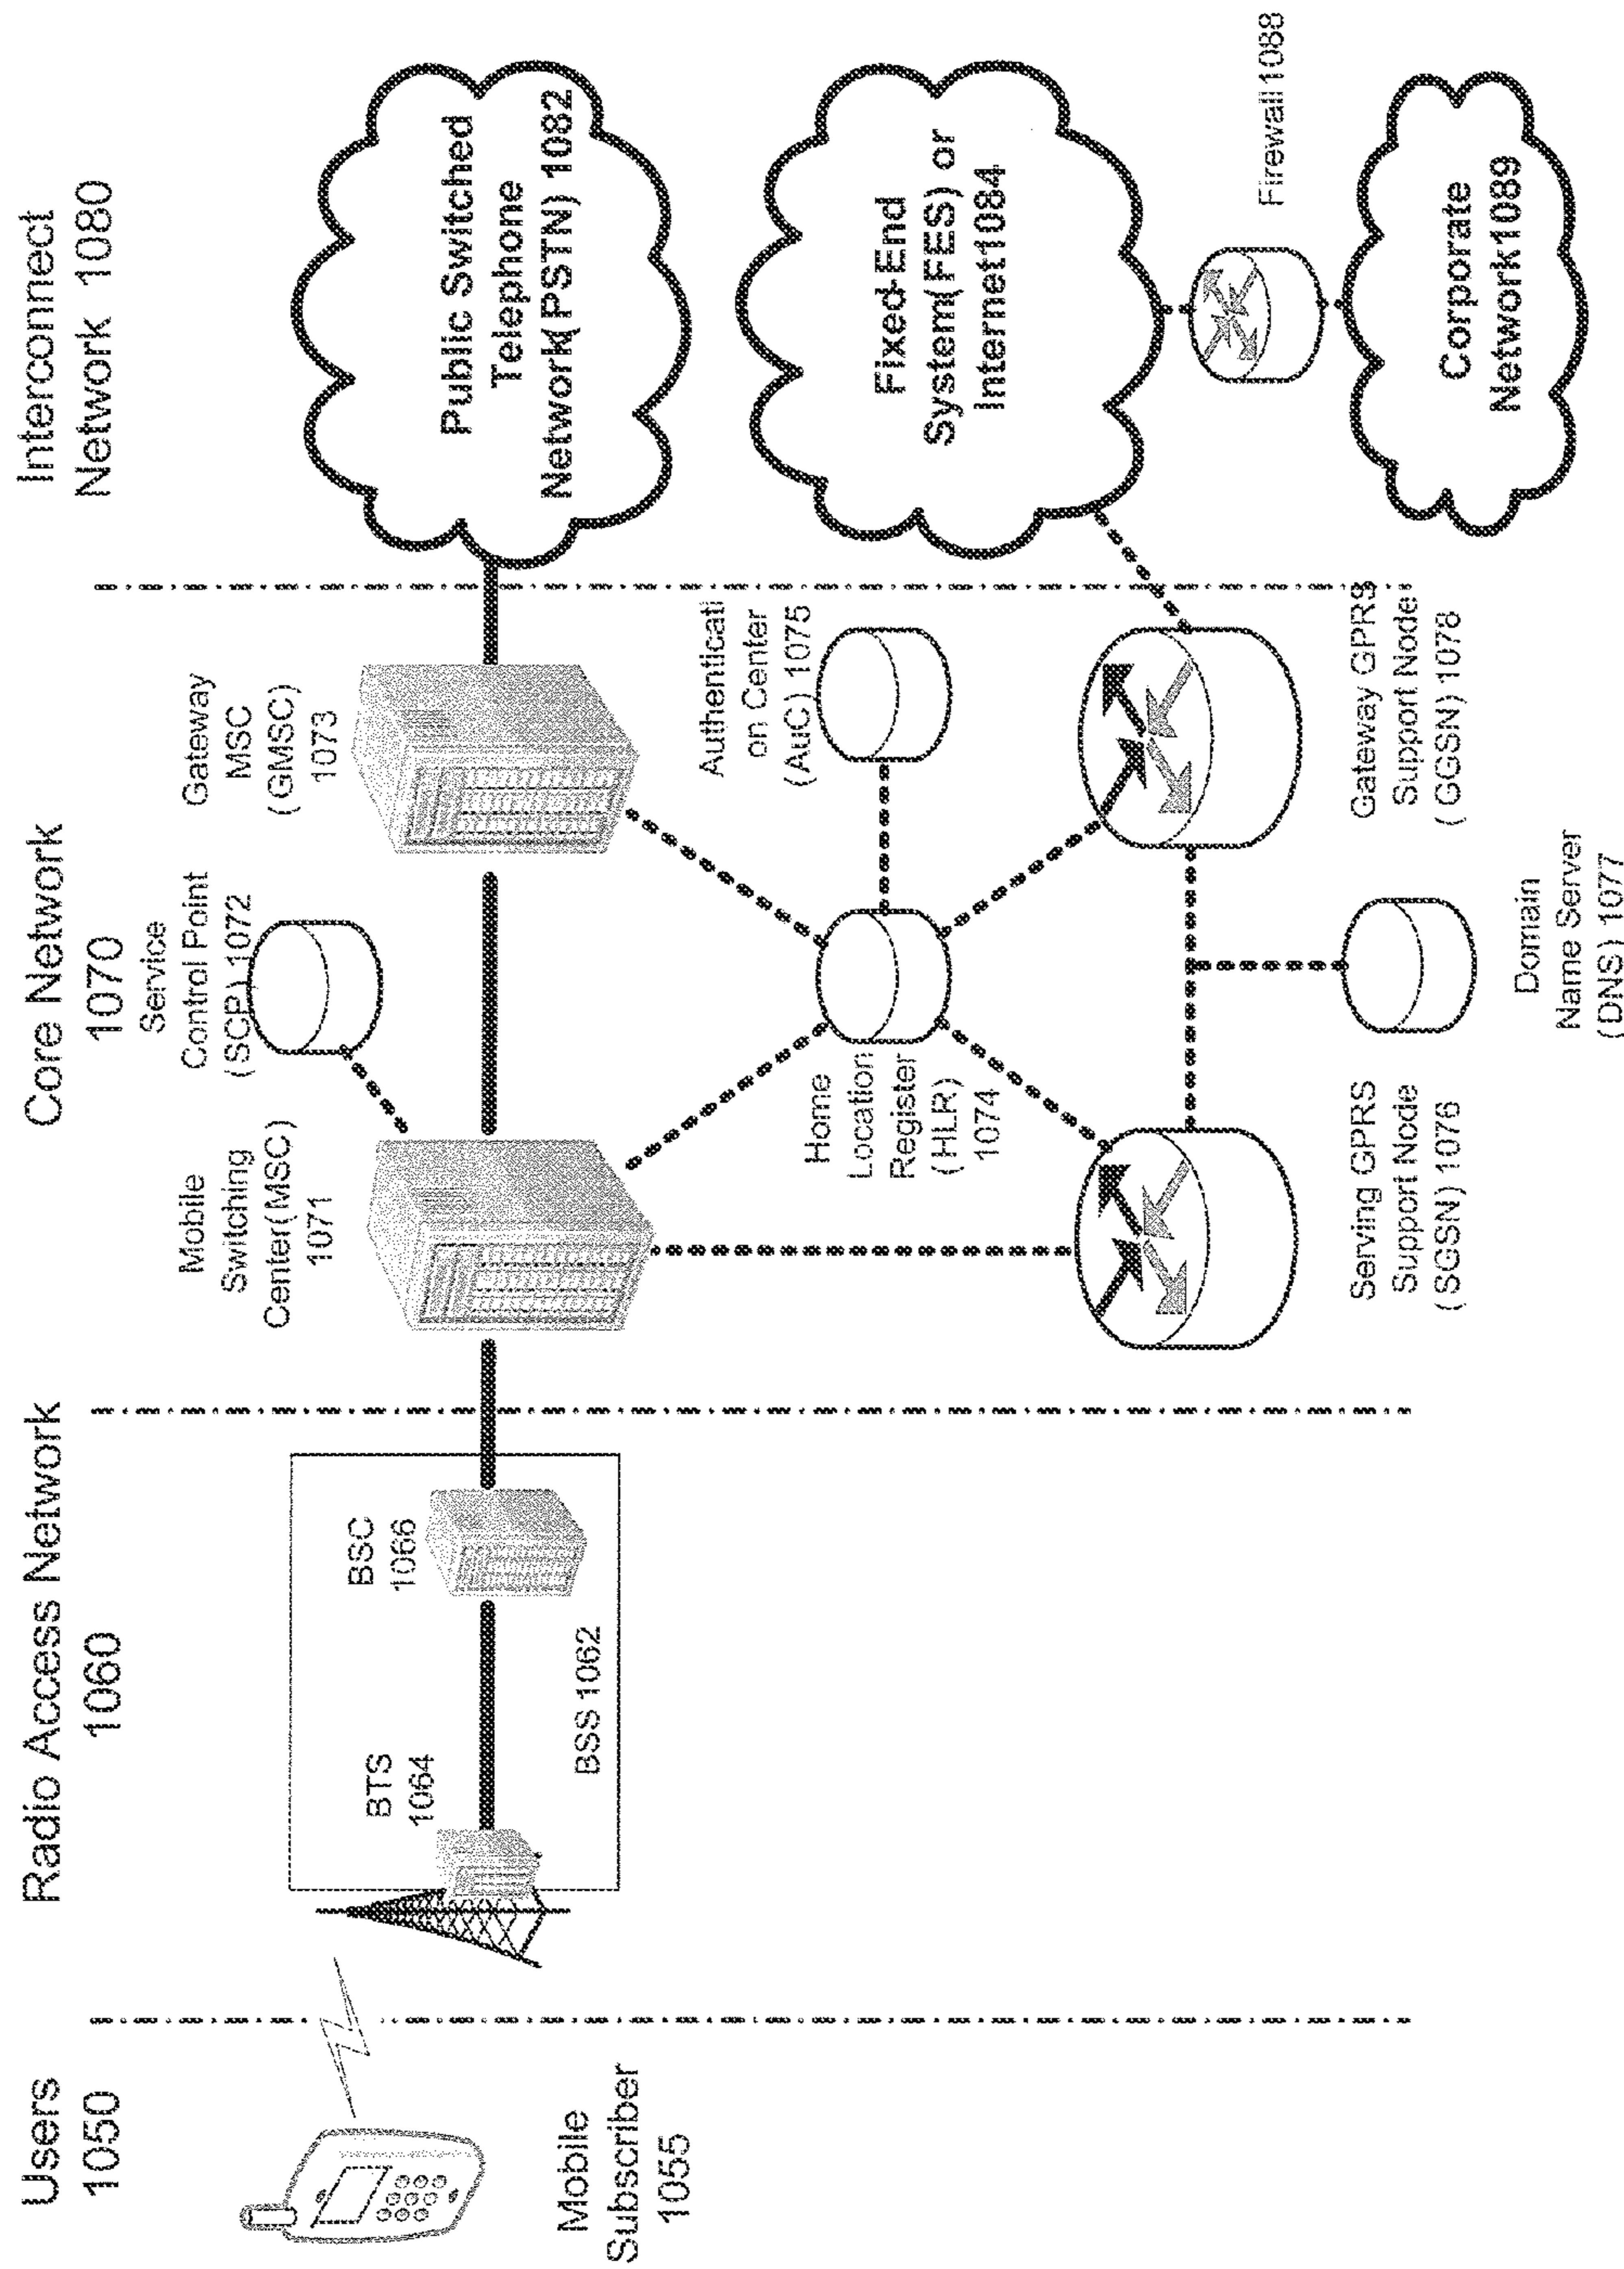 Users
1050
Radio Access Network
1060
Core Network
1070
Interconnect
Network 1080
Mobile
Subscriber
1055
BTS
1064
BSC
1066
BSS 1062
Mobile
Switching
Center(MSC)
1071
Service
Control Point
(SCP) 1072
Gateway
MSC
(GMSC)
1073
Home
Location
Register
(HLR)
1074
Authenticati
on Center
(AuC) 1075
Serving GPRS
Support Node
(SGSN) 1076
Domain
Name Server
(DNS) 1077
Gateway GPRS
Support Node
(GGSN) 1078
Public Switched
Telephone
Network(PSTN) 1082
Fixed-End
System(FES) or
Internet1084
Firewall 1088
Corporate
Network1089